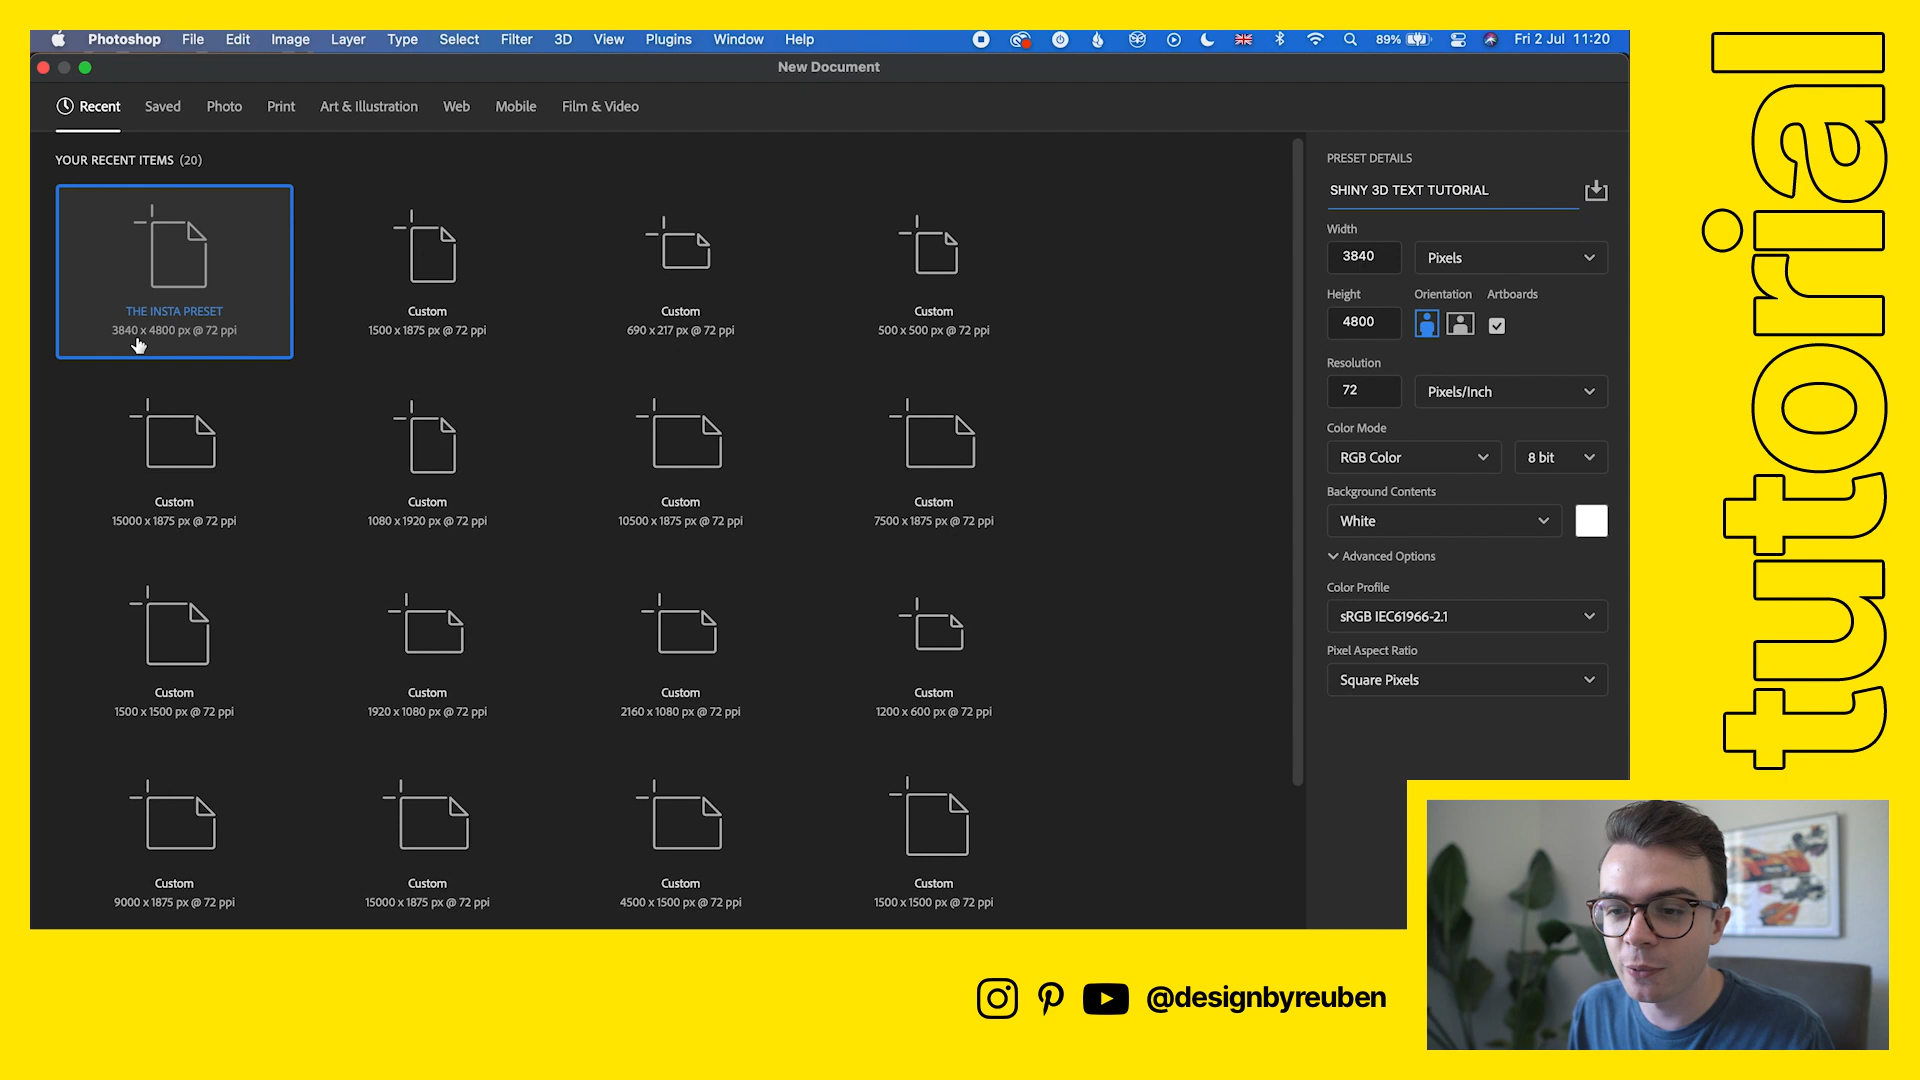 Photoshop File Edit Image Layer Type Select Filter 3D View Plugins Window Help 89% Fri 2 Jul 11:20
New Document
Recent Saved Photo Print Art & Illustration Web Mobile Film & Video
YOUR RECENT ITEMS (20)
THE INSTA PRESET
3840 x 4800 px @ 72 ppi
Custom
1500 x 1875 px @ 72 ppi
Custom
690 x 217 px @ 72 ppi
Custom
500 x 500 px @ 72 ppi
Custom
15000 x 1875 px @ 72 ppi
Custom
1080 x 1920 px @ 72 ppi
Custom
10500 x 1875 px @ 72 ppi
Custom
7500 x 1875 px @ 72 ppi
Custom
1500 x 1500 px @ 72 ppi
Custom
1920 x 1080 px @ 72 ppi
Custom
2160 x 1080 px @ 72 ppi
Custom
1200 x 600 px @ 72 ppi
Custom
9000 x 1875 px @ 72 ppi
Custom
15000 x 1875 px @ 72 ppi
Custom
4500 x 1500 px @ 72 ppi
Custom
1500 x 1500 px @ 72 ppi
PRESET DETAILS
SHINY 3D TEXT TUTORIAL
Width
3840 Pixels
Height Orientation Artboards
4800
Resolution
72 Pixels/Inch
Color Mode
RGB Color 8 bit
Background Contents
White
Advanced Options
Color Profile
sRGB IEC61966-2.1
Pixel Aspect Ratio
Square Pixels
tutorial
@designbyreuben